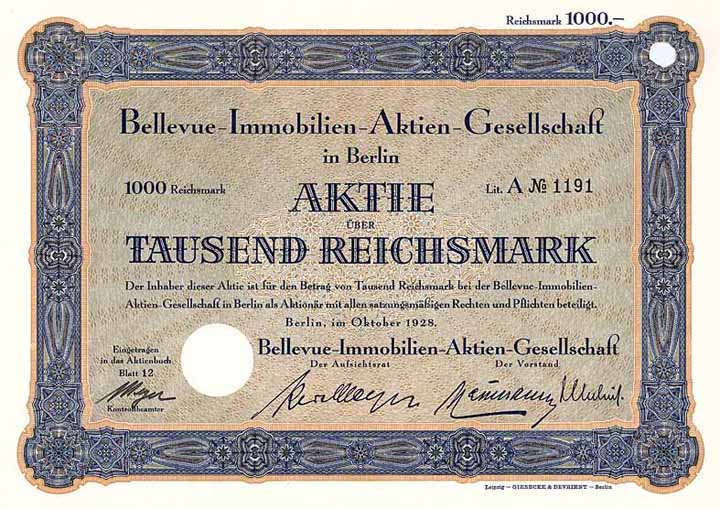 Reichsmark 1000.–
Bellevue-Immobilien-Aktien-Gesellschaft
in Berlin
1000 Reichsmark
AKTIE
Lit. A № 1191
ÜBER
TAUSEND REICHSMARK
Der Inhaber dieser Aktie ist für den Betrag von Tausend Reichsmark bei der Bellevue-Immobilien-
Aktien-Gesellschaft in Berlin als Aktionär mit allen satzungsmäßigen Rechten und Pflichten beteiligt.
Berlin, im Oktober 1928.
Eingetragen
in das Aktienbuch
Blatt 12
Kontrollbeamter
Bellevue-Immobilien-Aktien-Gesellschaft
Der Aufsichtsrat
Der Vorstand
Leipzig – GIESECKE & DEVRIENT – Berlin